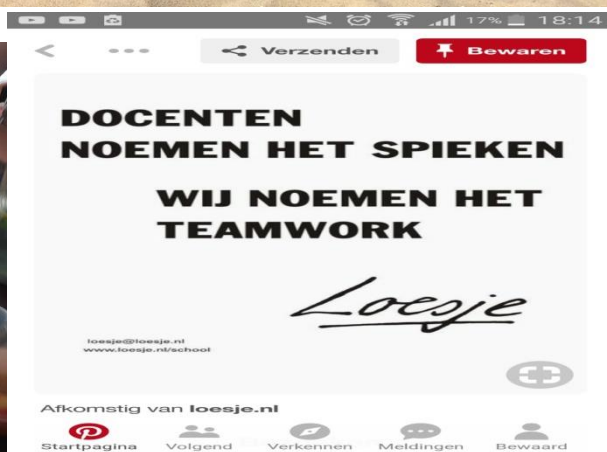 17% 18:14
Verzenden
Bewaren
DOCENTEN
NOEMEN HET SPIEKEN
WIJ NOEMEN HET
TEAMWORK
Loesje
loesje@loesje.nl
www.loesje.nl/school
Afkomstig van loesje.nl
Startpagina Volgend Verkennen Meldingen Bewaard